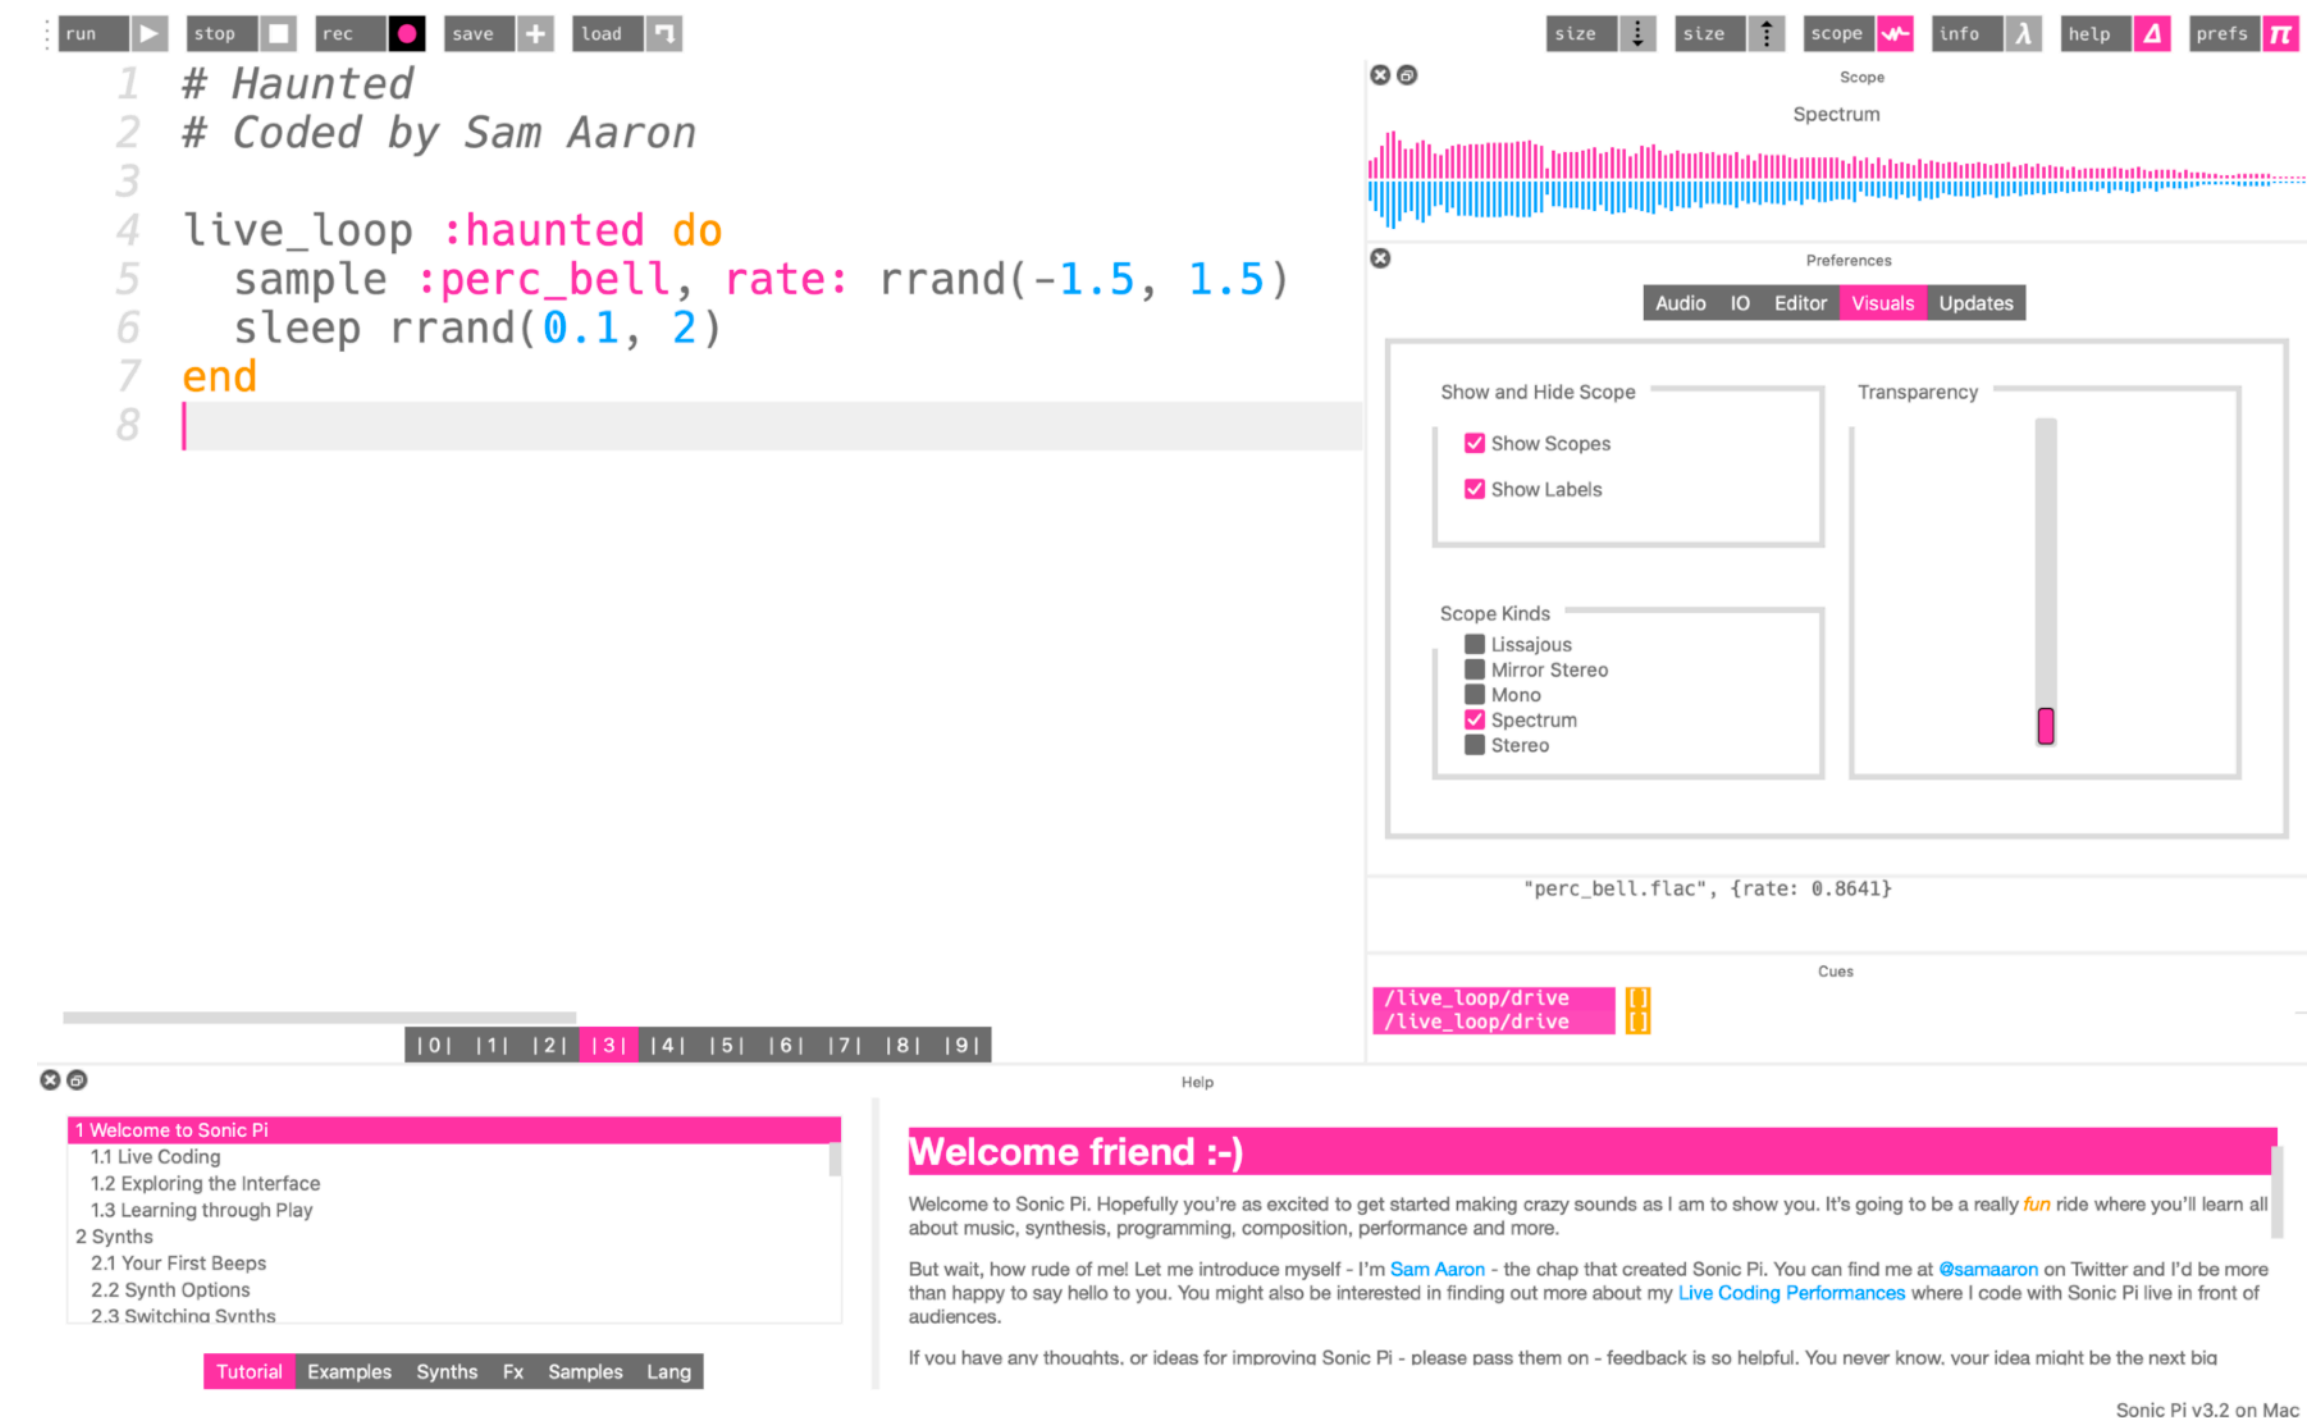 run stop rec save load size size scope info λ help prefs π
1 # Haunted
2 # Coded by Sam Aaron
3
4 live_loop :haunted do
5 sample :perc_bell, rate: rrand(-1.5, 1.5)
6 sleep rrand(0.1, 2)
7 end
8
|0| |1| |2| |3| |4| |5| |6| |7| |8| |9|
Scope
Spectrum
Preferences
Audio IO Editor Visuals Updates
Show and Hide Scope
Show Scopes
Show Labels
Transparency
Scope Kinds
Lissajous
Mirror Stereo
Mono
Spectrum
Stereo
"perc_bell.flac", {rate: 0.8641}
Cues
/live_loop/drive []
/live_loop/drive []
Help
1 Welcome to Sonic Pi
1.1 Live Coding
1.2 Exploring the Interface
1.3 Learning through Play
2 Synths
2.1 Your First Beeps
2.2 Synth Options
2.3 Switching Synths
Tutorial Examples Synths Fx Samples Lang
Welcome friend :-)
Welcome to Sonic Pi. Hopefully you're as excited to get started making crazy sounds as I am to show you. It's going to be a really fun ride where you'll learn all
about music, synthesis, programming, composition, performance and more.
But wait, how rude of me! Let me introduce myself - I'm Sam Aaron - the chap that created Sonic Pi. You can find me at @samaaron on Twitter and I'd be more
than happy to say hello to you. You might also be interested in finding out more about my Live Coding Performances where I code with Sonic Pi live in front of
audiences.
If you have any thoughts, or ideas for improving Sonic Pi - please pass them on - feedback is so helpful. You never know, your idea might be the next big
Sonic Pi v3.2 on Mac